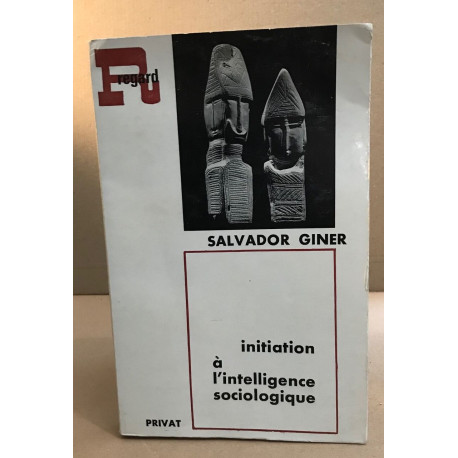 R
regard
SALVADOR GINER
initiation
à
l'intelligence
sociologique
PRIVAT